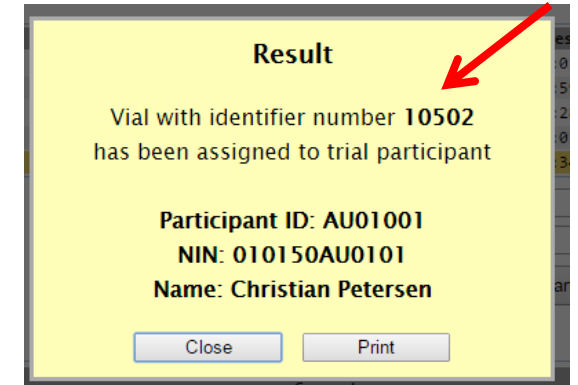 Result
Vial with identifier number 10502
has been assigned to trial participant
Participant ID: AU01001
NIN: 010150AU0101
Name: Christian Petersen
Close Print